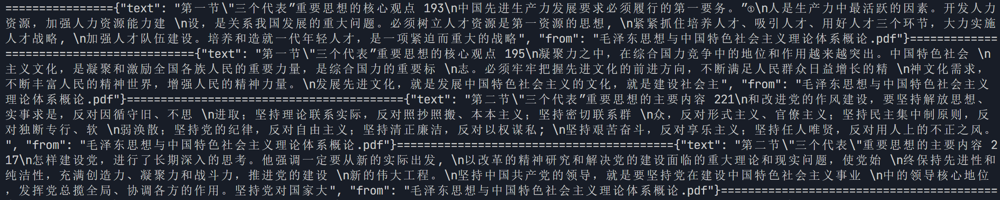 ================{"text": "第一节\"三个代表”重要思想的核心观点 193\n中国先进生产力发展要求必须履行的第一要务。”①\n人是生产力中最活跃的因素。开发人力
资源，加强人力资源能力建 \n设，是关系我国发展的重大问题。必须树立人才资源是第一资源的思想, \n紧紧抓住培养人才、吸引人才、用好人才三个环节，大力实施
人才战略, \n加强人才队伍建设。培养和造就一代年轻人才，是一项紧迫而重大的战略", "from": "毛泽东思想与中国特色社会主义理论体系概论.pdf"}=============
============================{"text": "第一节\"三个代表”重要思想的核心观点 195\n凝聚力之中，在综合国力竞争中的地位和作用越来越突出。中国特色社会 \n
主义文化，是凝聚和激励全国各族人民的重要力量，是综合国力的重要标 \n志。必须牢牢把握先进文化的前进方向，不断满足人民群众日益增长的精 \n神文化需求，
不断丰富人民的精神世界，增强人民的精神力量。\n发展先进文化，就是发展中国特色社会主义的文化，就是建设社会主", "from": "毛泽东思想与中国特色社会主义
理论体系概论.pdf"}========================================={"text": "第二节\"三个代表”重要思想的主要内容 221\n和改进党的作风建设，要坚持解放思想、
实事求是，反对因循守旧、不思 \n进取；坚持理论联系实际，反对照抄照搬、本本主义；坚持密切联系群 \n众，反对形式主义、官僚主义；坚持民主集中制原则，反
对独断专行、软 \n弱涣散；坚持党的纪律，反对自由主义；坚持清正廉洁，反对以权谋私; \n坚持艰苦奋斗，反对享乐主义；坚持任人唯贤，反对用人上的不正之风。
", "from": "毛泽东思想与中国特色社会主义理论体系概论.pdf"}========================================={"text": "第二节\"三个代表\"重要思想的主要内容 2
17\n怎样建设党，进行了长期深入的思考。他强调一定要从新的实际出发, \n以改革的精神研究和解决党的建设面临的重大理论和现实问题，使党始 \n终保持先进性和
纯洁性，充满创造力、凝聚力和战斗力，推进党的建设 \n新的伟大工程。\n坚持中国共产党的领导，就是要坚持党在建设中国特色社会主义事业 \n中的领导核心地位
，发挥党总揽全局、协调各方的作用。坚持党对国家大", "from": "毛泽东思想与中国特色社会主义理论体系概论.pdf"}=========================================